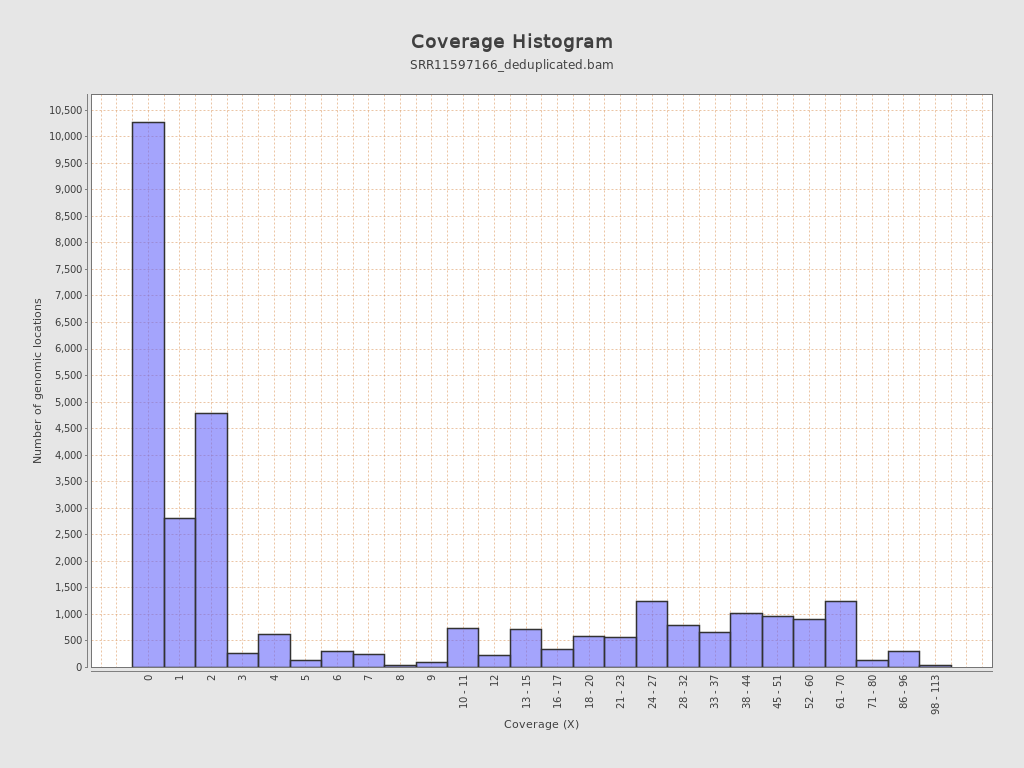 Coverage Histogram
SRR11597166_deduplicated.bam
Number of genomic locations
10,500
10,000
9,500
9,000
8,500
8,000
7,500
7,000
6,500
6,000
5,500
5,000
4,500
4,000
3,500
3,000
2,500
2,000
1,500
1,000
500
0
0
1
2
3
4
5
6
7
8
9
10 - 11
12
13 - 15
16 - 17
18 - 20
21 - 23
24 - 27
28 - 32
33 - 37
38 - 44
45 - 51
52 - 60
61 - 70
71 - 80
86 - 96
98 - 113
Coverage (X)